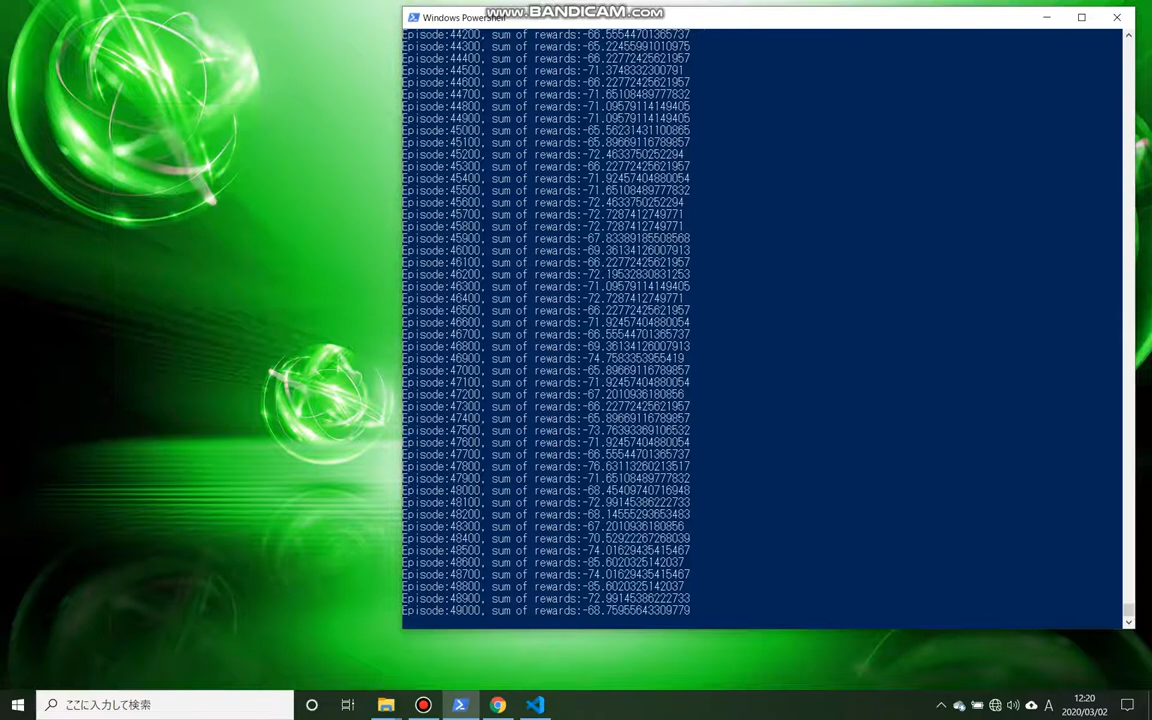 www.BANDICAM.com
Windows PowerShell
Episode:44200, sum of rewards:-66.55544701365737
Episode:44300, sum of rewards:-65.22455991010975
Episode:44400, sum of rewards:-66.22772425621957
Episode:44500, sum of rewards:-71.3748332300791
Episode:44600, sum of rewards:-66.22772425621957
Episode:44700, sum of rewards:-71.65108489777832
Episode:44800, sum of rewards:-71.09579114149405
Episode:44900, sum of rewards:-71.09579114149405
Episode:45000, sum of rewards:-65.56231431100865
Episode:45100, sum of rewards:-65.89669116789857
Episode:45200, sum of rewards:-72.4633750252294
Episode:45300, sum of rewards:-66.22772425621957
Episode:45400, sum of rewards:-71.92457404880054
Episode:45500, sum of rewards:-71.65108489777832
Episode:45600, sum of rewards:-72.4633750252294
Episode:45700, sum of rewards:-72.7287412749771
Episode:45800, sum of rewards:-72.7287412749771
Episode:45900, sum of rewards:-67.83389185508568
Episode:46000, sum of rewards:-69.36134126007913
Episode:46100, sum of rewards:-66.22772425621957
Episode:46200, sum of rewards:-72.19532830831253
Episode:46300, sum of rewards:-71.09579114149405
Episode:46400, sum of rewards:-72.7287412749771
Episode:46500, sum of rewards:-66.22772425621957
Episode:46600, sum of rewards:-71.92457404880054
Episode:46700, sum of rewards:-66.55544701365737
Episode:46800, sum of rewards:-69.36134126007913
Episode:46900, sum of rewards:-74.7583353955419
Episode:47000, sum of rewards:-65.89669116789857
Episode:47100, sum of rewards:-71.92457404880054
Episode:47200, sum of rewards:-67.2010936180856
Episode:47300, sum of rewards:-66.22772425621957
Episode:47400, sum of rewards:-65.89669116789857
Episode:47500, sum of rewards:-73.76393369106532
Episode:47600, sum of rewards:-71.92457404880054
Episode:47700, sum of rewards:-66.55544701365737
Episode:47800, sum of rewards:-76.63113260213517
Episode:47900, sum of rewards:-71.65108489777832
Episode:48000, sum of rewards:-68.45409740716948
Episode:48100, sum of rewards:-72.99145386222733
Episode:48200, sum of rewards:-68.14555293653483
Episode:48300, sum of rewards:-67.2010936180856
Episode:48400, sum of rewards:-70.52922267268039
Episode:48500, sum of rewards:-74.01629435415467
Episode:48600, sum of rewards:-85.6020325142037
Episode:48700, sum of rewards:-74.01629435415467
Episode:48800, sum of rewards:-85.6020325142037
Episode:48900, sum of rewards:-72.99145386222733
Episode:49000, sum of rewards:-68.75955643309779
ここに入力して検索
A
12:20
2020/03/02